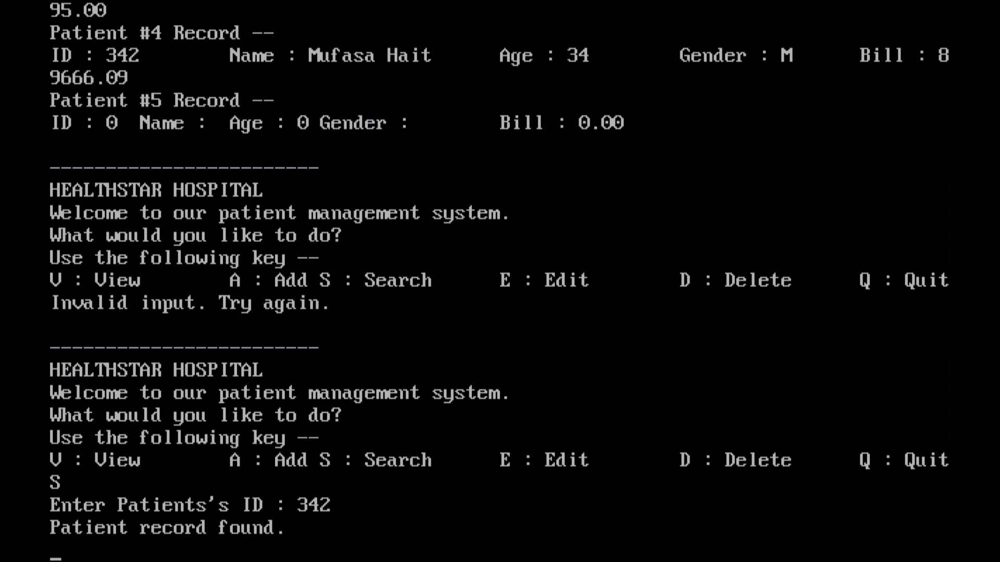 95.00
Patient #4 Record --
ID : 342 Name : Mufasa Hait Age : 34 Gender : M Bill : 8
9666.09
Patient #5 Record --
ID : 0 Name : Age : 0 Gender : Bill : 0.00
------------------------
HEALTHSTAR HOSPITAL
Welcome to our patient management system.
What would you like to do?
Use the following key --
V : View A : Add S : Search E : Edit D : Delete Q : Quit
Invalid input. Try again.
------------------------
HEALTHSTAR HOSPITAL
Welcome to our patient management system.
What would you like to do?
Use the following key --
V : View A : Add S : Search E : Edit D : Delete Q : Quit
S
Enter Patients's ID : 342
Patient record found.
_